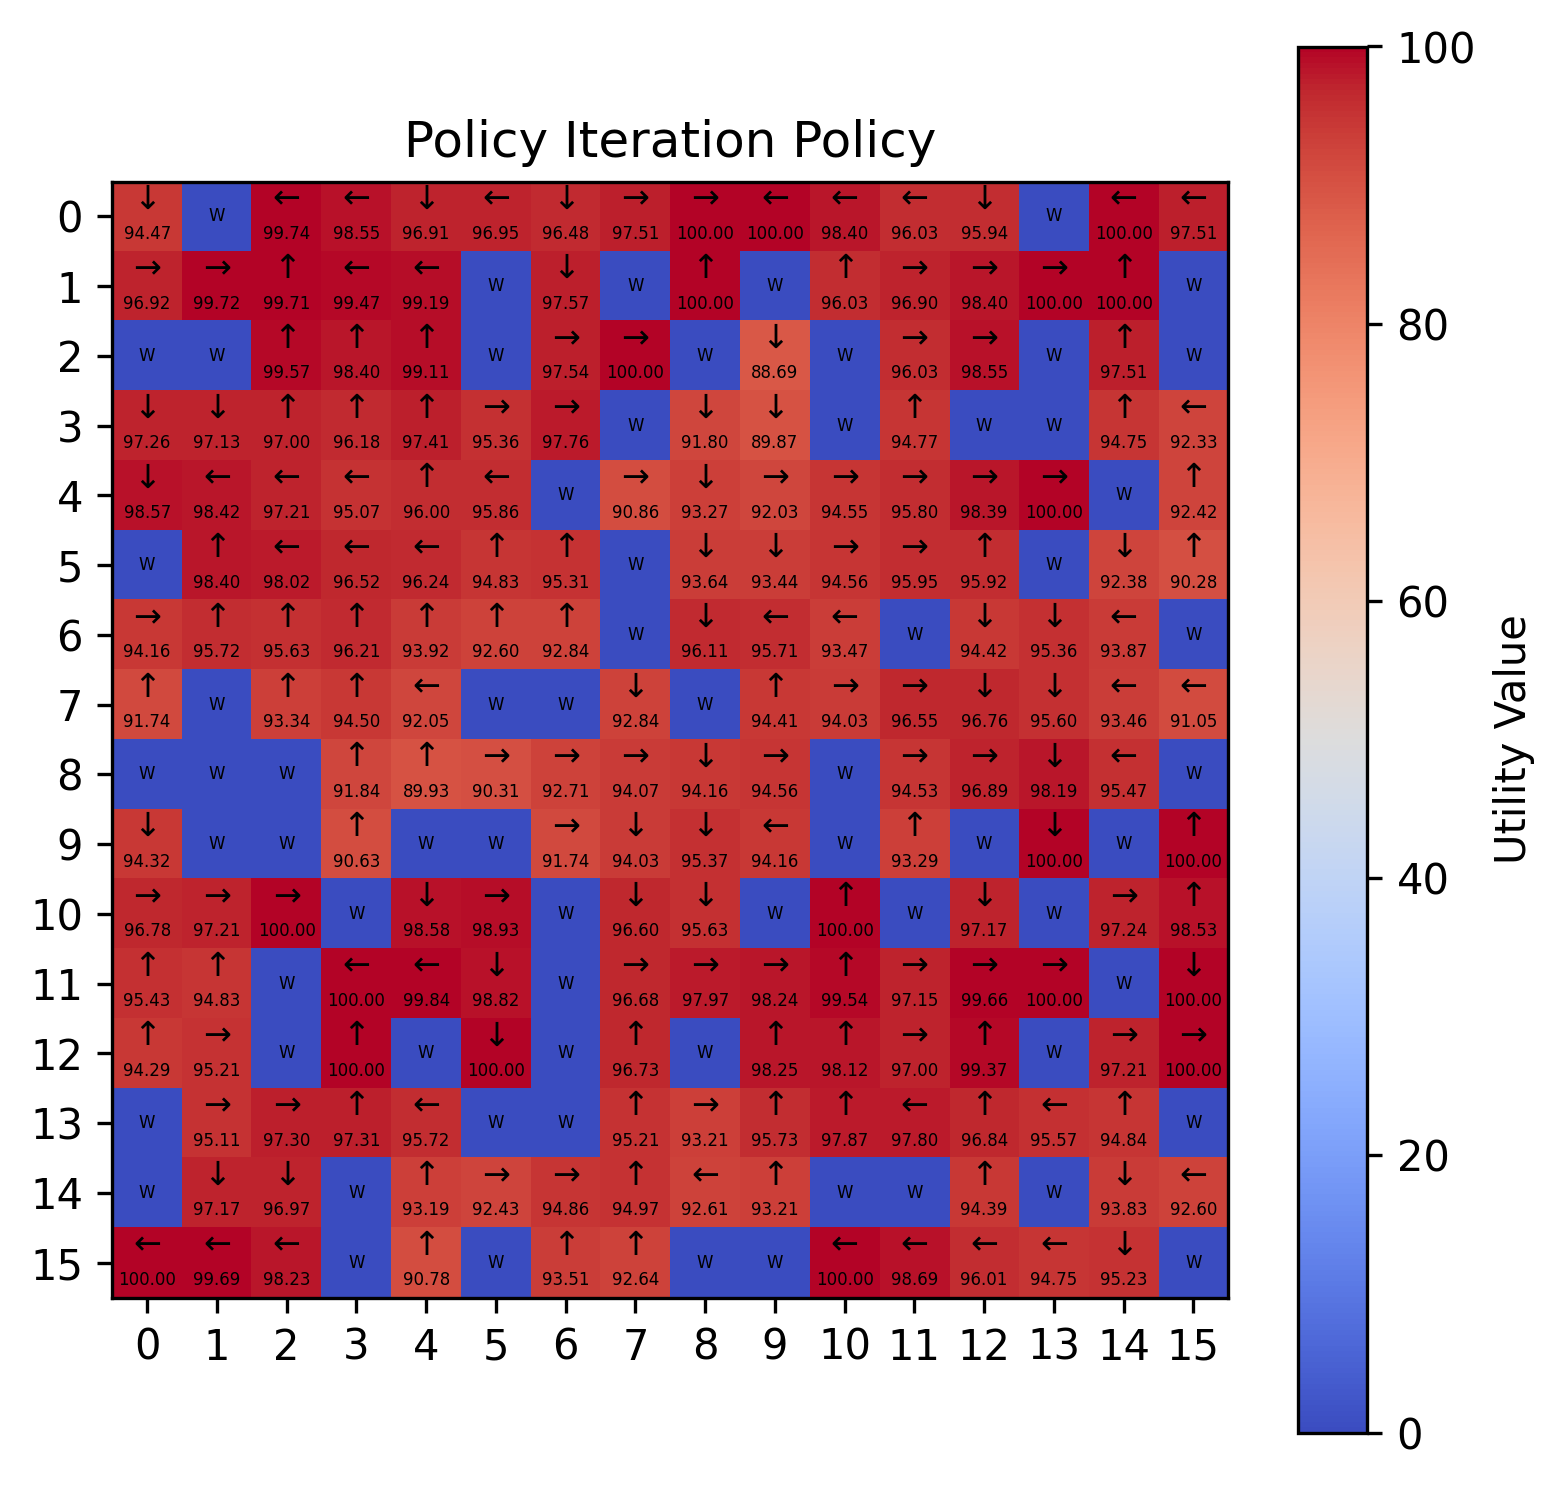 Policy Iteration Policy
100
80
60
40
20
0
Utility Value
0 ↓ W ← ← ↓ ← ↓ → → ← ← ← ↓ W ← ←
94.47 99.74 98.55 96.91 96.95 96.48 97.51 100.00 100.00 98.40 96.03 95.94 100.00 97.51
1 → → ↑ ← ← W ↓ W ↑ W ↑ → → → ↑ W
96.92 99.72 99.71 99.47 99.19 97.57 100.00 96.03 96.90 98.40 100.00 100.00
2 W W ↑ ↑ ↑ W → → W ↓ W → → W ↑ W
99.57 98.40 99.11 97.54 100.00 88.69 96.03 98.55 97.51
3 ↓ ↓ ↑ ↑ ↑ → → W ↓ ↓ W ↑ W W ↑ ←
97.26 97.13 97.00 96.18 97.41 95.36 97.76 91.80 89.87 94.77 94.75 92.33
4 ↓ ← ← ← ↑ ← W → ↓ → → → → → W ↑
98.57 98.42 97.21 95.07 96.00 95.86 90.86 93.27 92.03 94.55 95.80 98.39 100.00 92.42
5 W ↑ ← ← ← ↑ ↑ W ↓ ↓ → → ↑ W ↓ ↑
98.40 98.02 96.52 96.24 94.83 95.31 93.64 93.44 94.56 95.95 95.92 92.38 90.28
6 → ↑ ↑ ↑ ↑ ↑ ↑ W ↓ ← ← W ↓ ↓ ← W
94.16 95.72 95.63 96.21 93.92 92.60 92.84 96.11 95.71 93.47 94.42 95.36 93.87
7 ↑ W ↑ ↑ ← W W ↓ W ↑ → → ↓ ↓ ← ←
91.74 93.34 94.50 92.05 92.84 94.41 94.03 96.55 96.76 95.60 93.46 91.05
8 W W W ↑ ↑ → → → ↓ → W → → ↓ ← W
91.84 89.93 90.31 92.71 94.07 94.16 94.56 94.53 96.89 98.19 95.47
9 ↓ W W ↑ W W → ↓ ↓ ← W ↑ W ↓ W ↑
94.32 90.63 91.74 94.03 95.37 94.16 93.29 100.00 100.00
10 → → → W ↓ → W ↓ ↓ W ↑ W ↓ W → ↑
96.78 97.21 100.00 98.58 98.93 96.60 95.63 100.00 97.17 97.24 98.53
11 ↑ ↑ W ← ← ↓ W → → → ↑ → → → W ↓
95.43 94.83 100.00 99.84 98.82 96.68 97.97 98.24 99.54 97.15 99.66 100.00 100.00
12 ↑ → W ↑ W ↓ W ↑ W ↑ ↑ → ↑ W → →
94.29 95.21 100.00 100.00 96.73 98.25 98.12 97.00 99.37 97.21 100.00
13 W → → ↑ ← W W ↑ → ↑ ↑ ← ↑ ← ↑ W
95.11 97.30 97.31 95.72 95.21 93.21 95.73 97.87 97.80 96.84 95.57 94.84
14 W ↓ ↓ W ↑ → → ↑ ← ↑ W W ↑ W ↓ ←
97.17 96.97 93.19 92.43 94.86 94.97 92.61 93.21 94.39 93.83 92.60
15 ← ← ← W ↑ W ↑ ↑ W W ← ← ← ← ↓ W
100.00 99.69 98.23 90.78 93.51 92.64 100.00 98.69 96.01 94.75 95.23
0 1 2 3 4 5 6 7 8 9 10 11 12 13 14 15